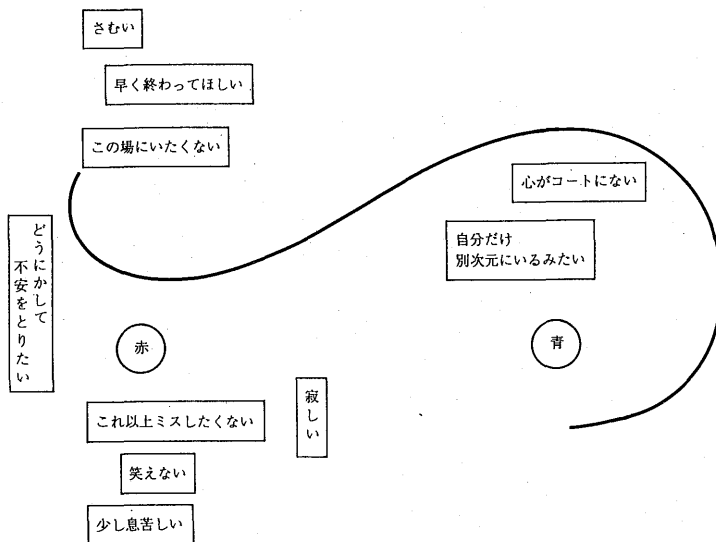 さむい
早く終わってほしい
この場にいたくない
心がコートにない
どうにかして
不安をとりたい
自分だけ
別次元にいるみたい
赤
青
寂しい
これ以上ミスしたくない
笑えない
少し息苦しい